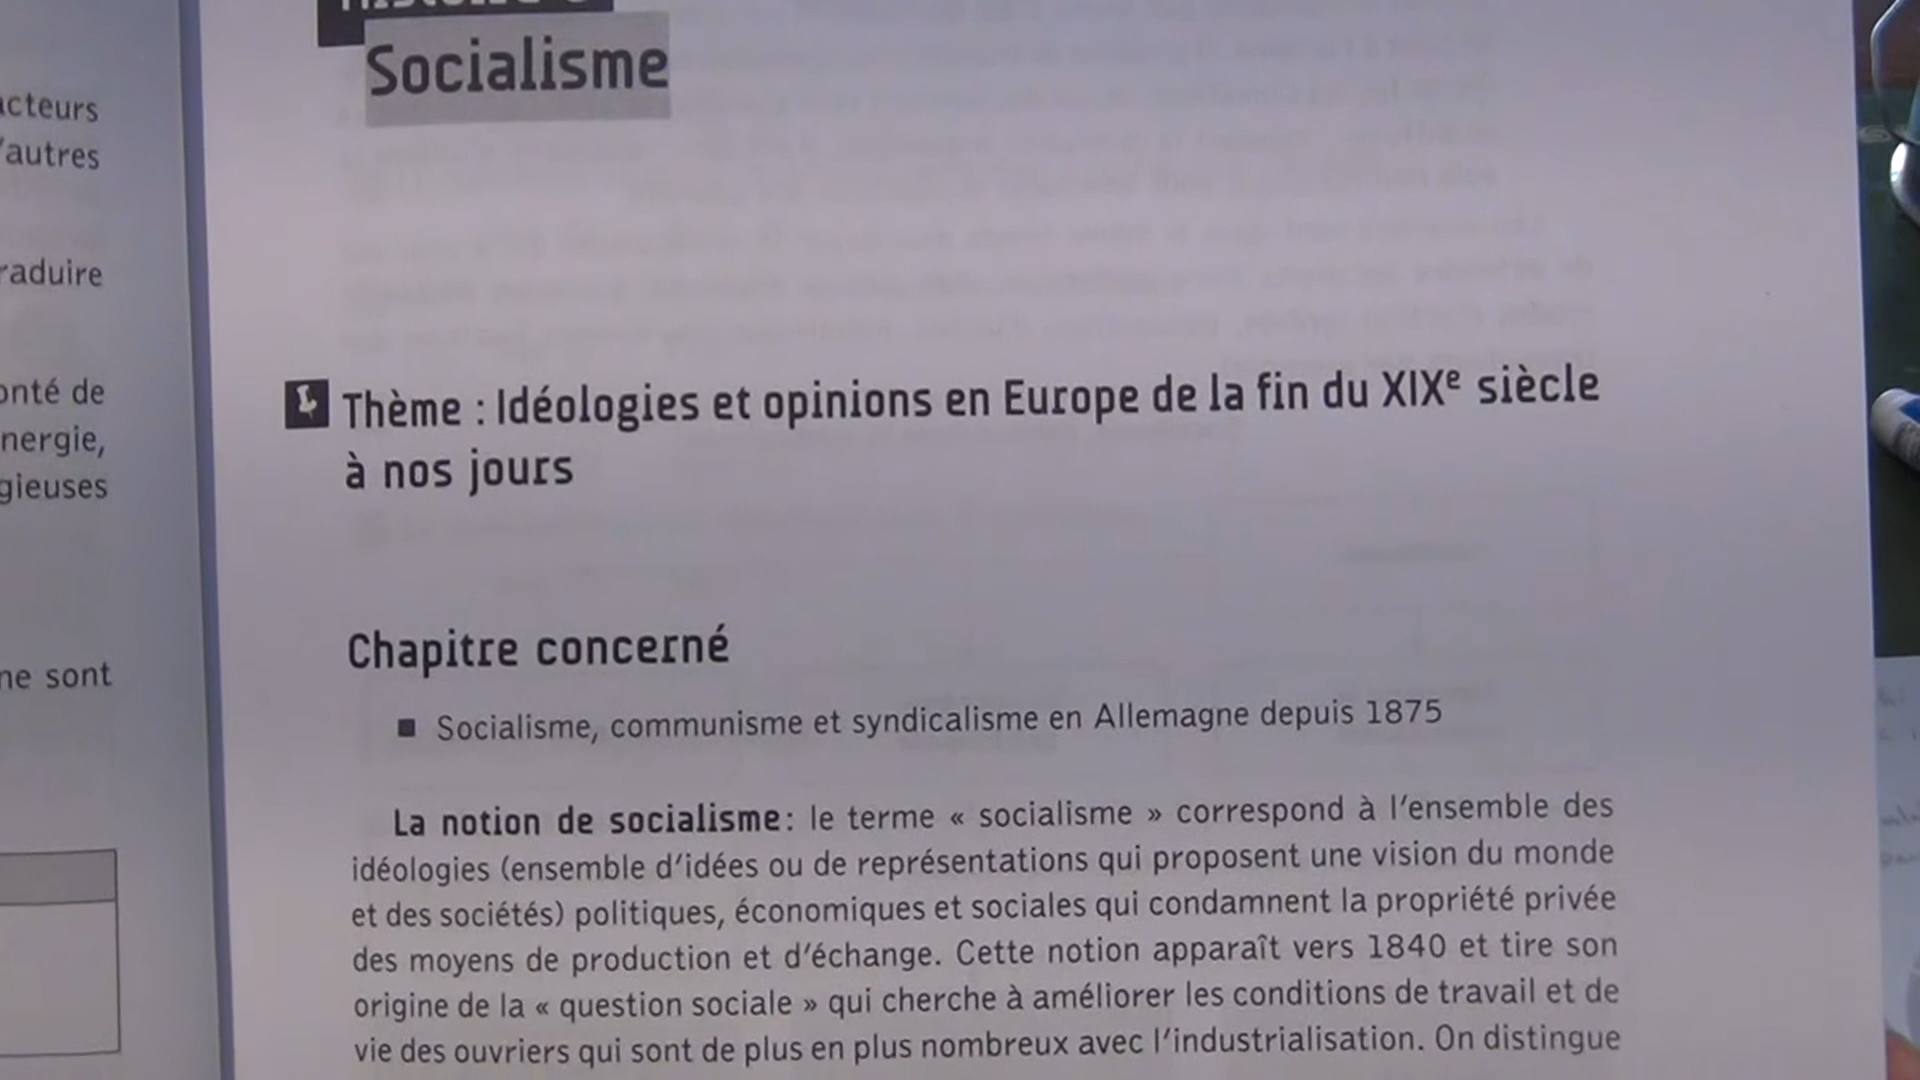 Socialisme
Thème : Idéologies et opinions en Europe de la fin du XIXe siècle
à nos jours
Chapitre concerné
■ Socialisme, communisme et syndicalisme en Allemagne depuis 1875
La notion de socialisme: le terme « socialisme » correspond à l'ensemble des
idéologies (ensemble d'idées ou de représentations qui proposent une vision du monde
et des sociétés) politiques, économiques et sociales qui condamnent la propriété privée
des moyens de production et d'échange. Cette notion apparaît vers 1840 et tire son
origine de la « question sociale » qui cherche à améliorer les conditions de travail et de
vie des ouvriers qui sont de plus en plus nombreux avec l'industrialisation. On distingue
acteurs
'autres
raduire
onté de
nergie,
gieuses
ne sont